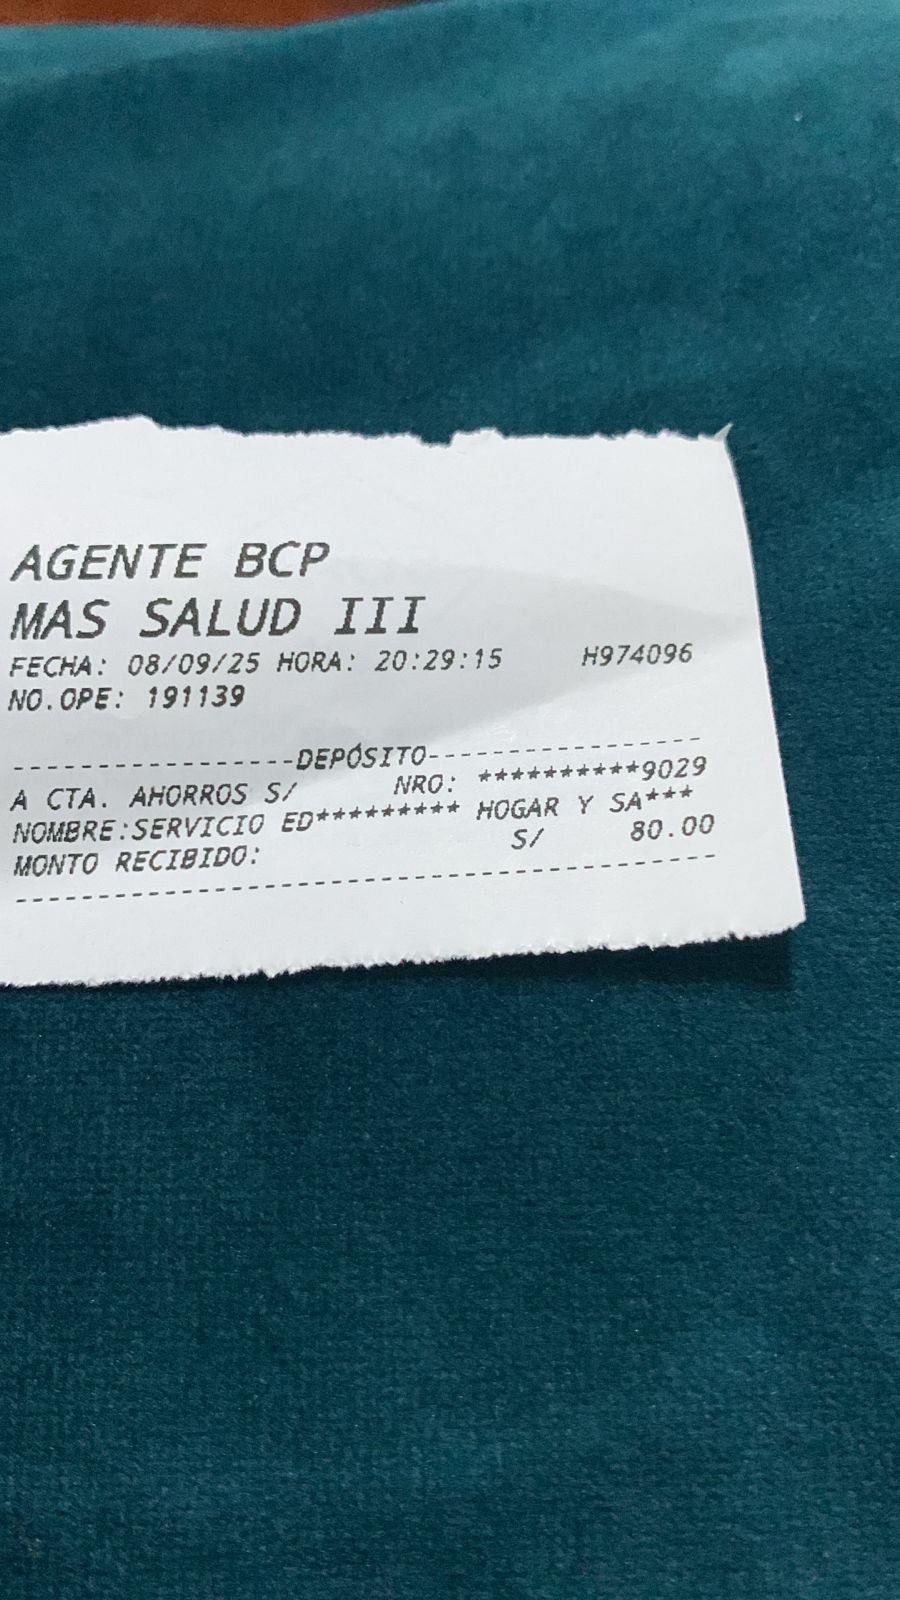 AGENTE BCP
MAS SALUD III
FECHA: 08/09/25 HORA: 20:29:15 H974096
NO.OPE: 191139
-----------------DEPÓSITO-----------------
A CTA. AHORROS S/ NRO: **********9029
NOMBRE:SERVICIO ED********* HOGAR Y SA***
MONTO RECIBIDO: S/ 80.00
------------------------------------------